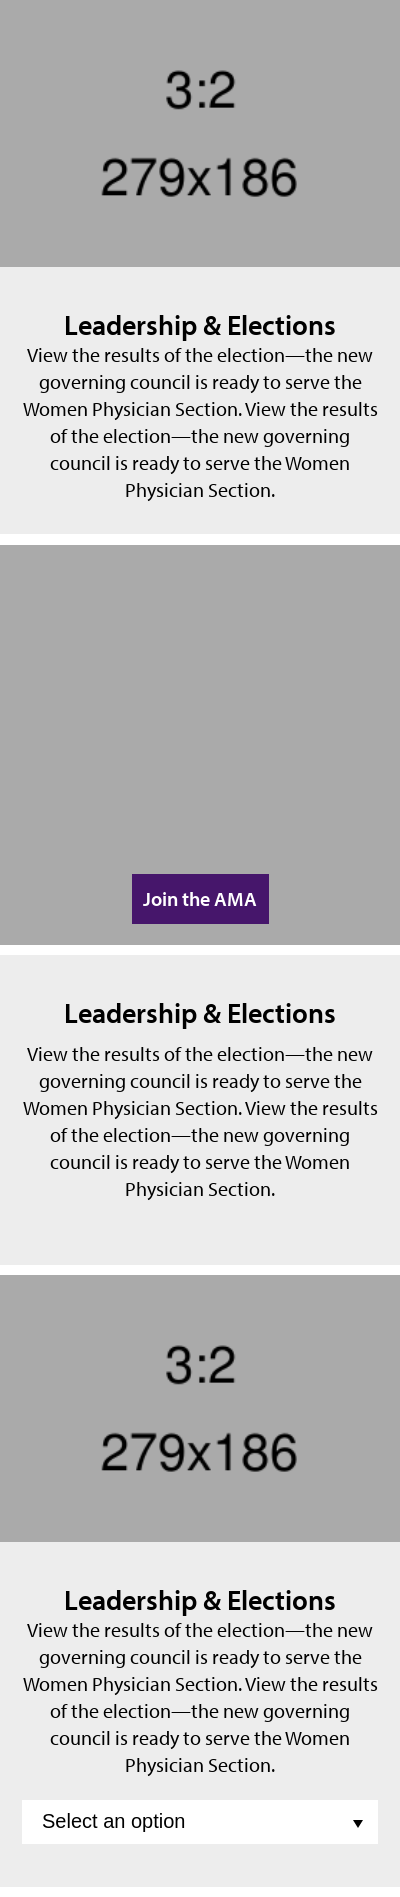 3:2
279x186
Leadership & Elections
View the results of the election—the new
governing council is ready to serve the
Women Physician Section. View the results
of the election—the new governing
council is ready to serve the Women
Physician Section.
Join the AMA
Leadership & Elections
View the results of the election—the new
governing council is ready to serve the
Women Physician Section. View the results
of the election—the new governing
council is ready to serve the Women
Physician Section.
3:2
279x186
Leadership & Elections
View the results of the election—the new
governing council is ready to serve the
Women Physician Section. View the results
of the election—the new governing
council is ready to serve the Women
Physician Section.
Select an option